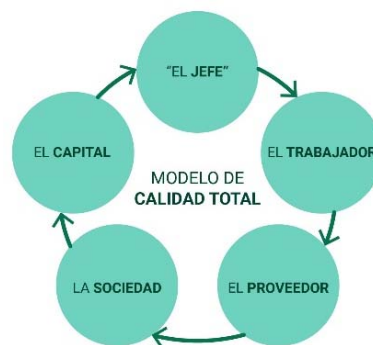 "EL JEFE"
EL TRABAJADOR
EL PROVEEDOR
LA SOCIEDAD
EL CAPITAL
MODELO DE
CALIDAD TOTAL